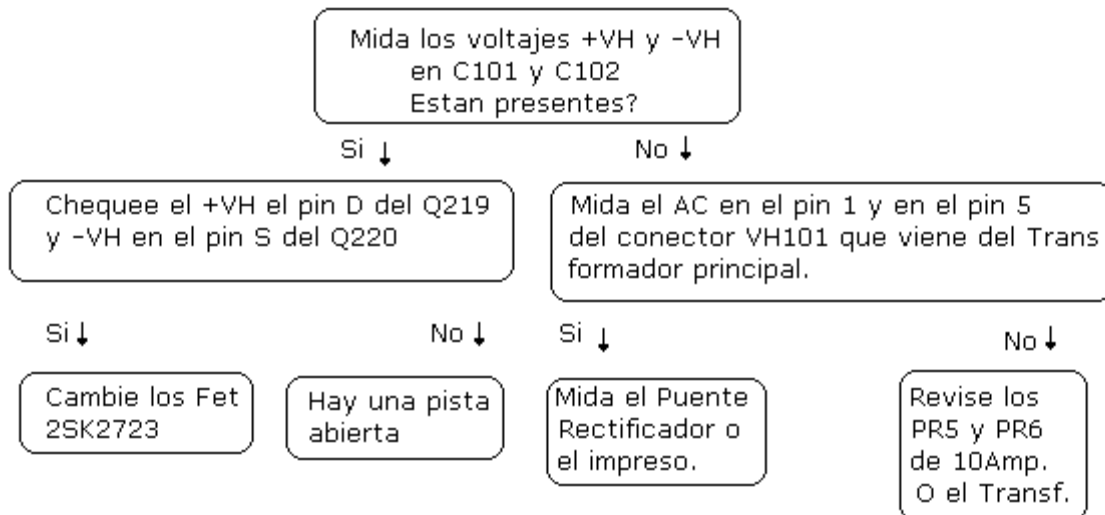 Mida los voltajes +VH y -VH
en C101 y C102
Estan presentes?
Si ↓
No ↓
Chequee el +VH el pin D del Q219
y -VH en el pin S del Q220
Mida el AC en el pin 1 y en el pin 5
del conector VH101 que viene del Trans
formador principal.
Si ↓
No ↓
Si ↓
No ↓
Cambie los Fet
2SK2723
Hay una pista
abierta
Mida el Puente
Rectificador o
el impreso.
Revise los
PR5 y PR6
de 10Amp.
O el Transf.